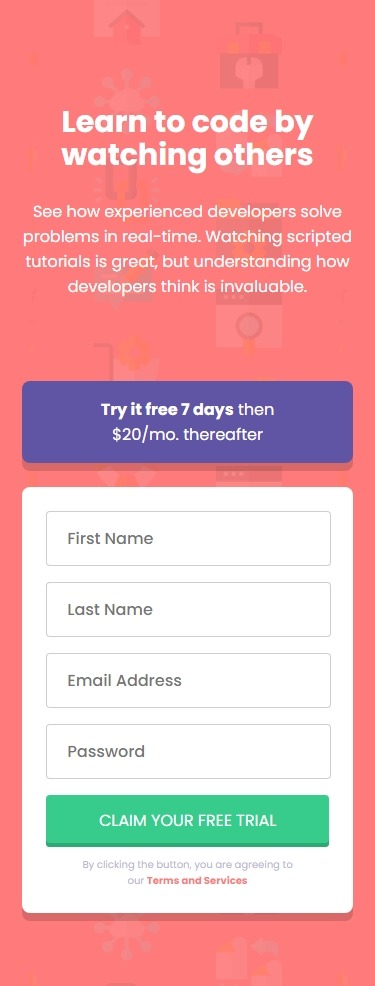 Learn to code by
watching others
See how experienced developers solve
problems in real-time. Watching scripted
tutorials is great, but understanding how
developers think is invaluable.
Try it free 7 days then
$20/mo. thereafter
First Name
Last Name
Email Address
Password
CLAIM YOUR FREE TRIAL
By clicking the button, you are agreeing to
our Terms and Services